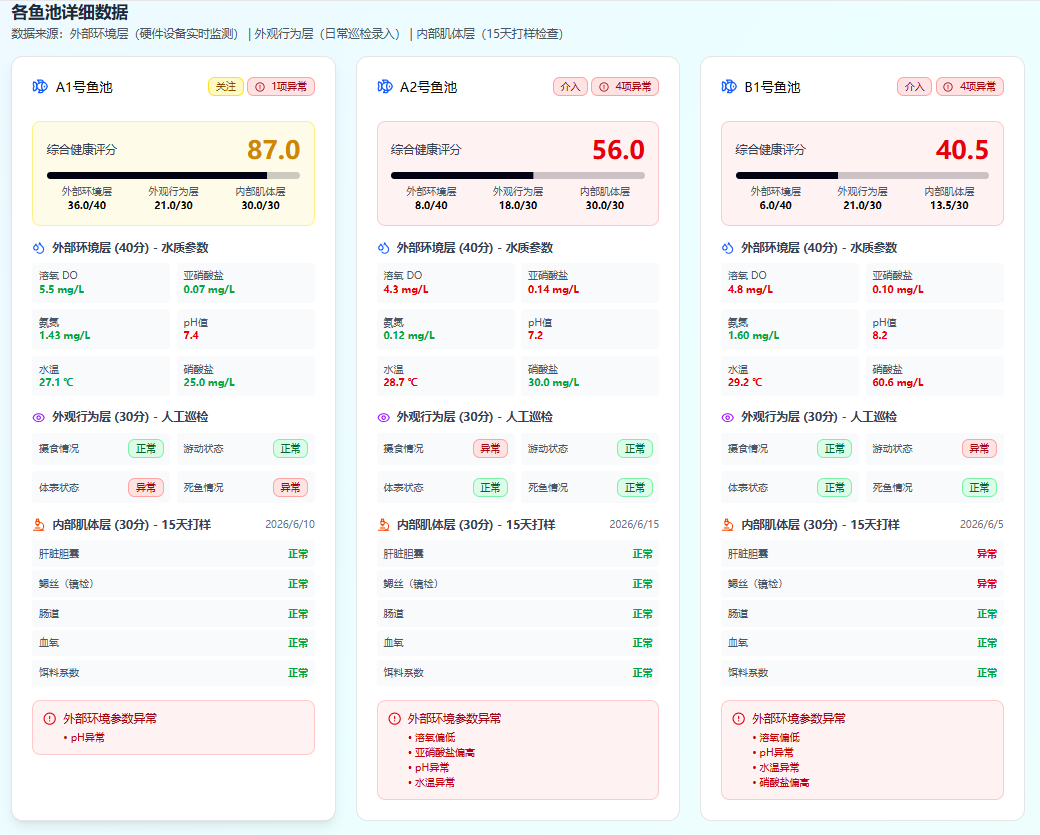 各鱼池详细数据
数据来源：外部环境层（硬件设备实时监测） | 外观行为层（日常巡检录入） | 内部肌体层（15天打样检查）
A1号鱼池
关注
1项异常
综合健康评分
87.0
外部环境层 外观行为层 内部肌体层
36.0/40 21.0/30 30.0/30
外部环境层 (40分) - 水质参数
溶氧 DO 亚硝酸盐
5.5 mg/L 0.07 mg/L
氨氮 pH值
1.43 mg/L 7.4
水温 硝酸盐
27.1 ℃ 25.0 mg/L
外观行为层 (30分) - 人工巡检
摄食情况 正常 游动状态 正常
体表状态 异常 死鱼情况 异常
内部肌体层 (30分) - 15天打样 2026/6/10
肝脏胆囊 正常
鳃丝（镜检） 正常
肠道 正常
血氧 正常
饵料系数 正常
外部环境参数异常
• pH异常
A2号鱼池
介入
4项异常
综合健康评分
56.0
外部环境层 外观行为层 内部肌体层
8.0/40 18.0/30 30.0/30
外部环境层 (40分) - 水质参数
溶氧 DO 亚硝酸盐
4.3 mg/L 0.14 mg/L
氨氮 pH值
0.12 mg/L 7.2
水温 硝酸盐
28.7 ℃ 30.0 mg/L
外观行为层 (30分) - 人工巡检
摄食情况 异常 游动状态 正常
体表状态 正常 死鱼情况 正常
内部肌体层 (30分) - 15天打样 2026/6/15
肝脏胆囊 正常
鳃丝（镜检） 正常
肠道 正常
血氧 正常
饵料系数 正常
外部环境参数异常
• 溶氧偏低
• 亚硝酸盐偏高
• pH异常
• 水温异常
B1号鱼池
介入
4项异常
综合健康评分
40.5
外部环境层 外观行为层 内部肌体层
6.0/40 21.0/30 13.5/30
外部环境层 (40分) - 水质参数
溶氧 DO 亚硝酸盐
4.8 mg/L 0.10 mg/L
氨氮 pH值
1.60 mg/L 8.2
水温 硝酸盐
29.2 ℃ 60.6 mg/L
外观行为层 (30分) - 人工巡检
摄食情况 正常 游动状态 异常
体表状态 正常 死鱼情况 正常
内部肌体层 (30分) - 15天打样 2026/6/5
肝脏胆囊 异常
鳃丝（镜检） 异常
肠道 正常
血氧 正常
饵料系数 正常
外部环境参数异常
• 溶氧偏低
• pH异常
• 水温异常
• 硝酸盐偏高